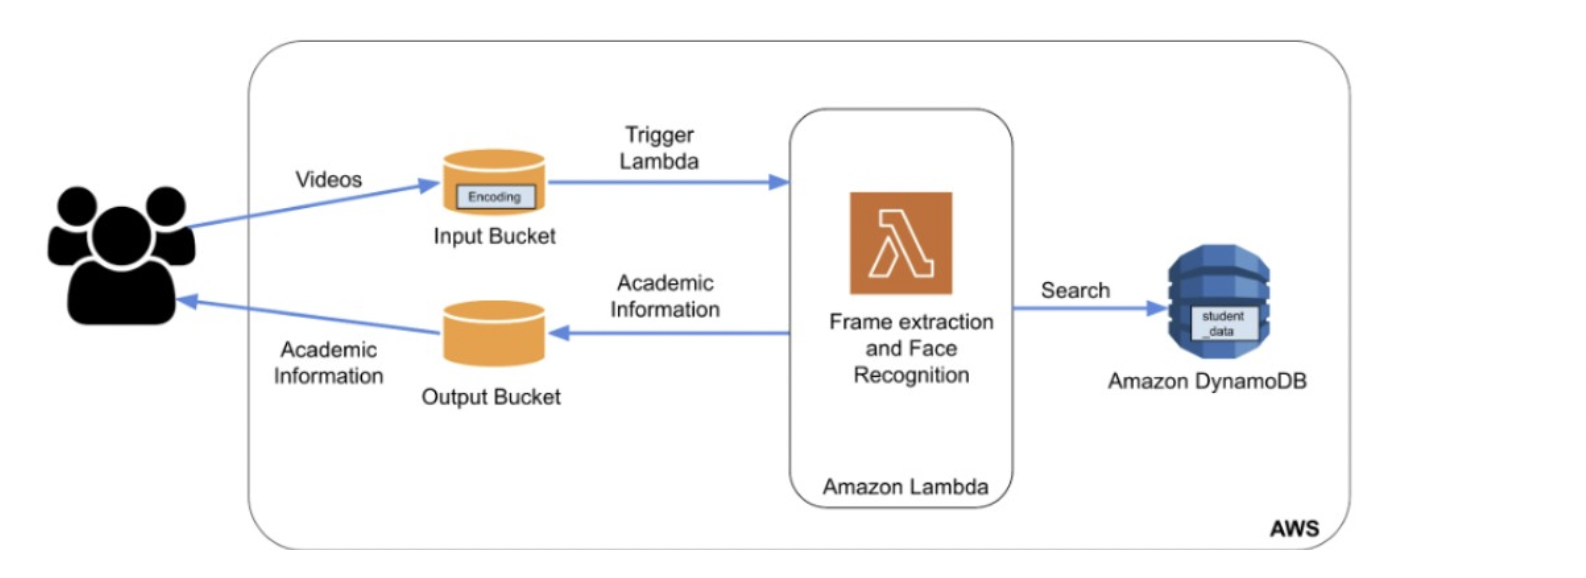 Videos
Encoding
Input Bucket
Trigger
Lambda
Academic
Information
Output Bucket
Academic
Information
Frame extraction
and Face
Recognition
Amazon Lambda
Search
student
_data
Amazon DynamoDB
AWS